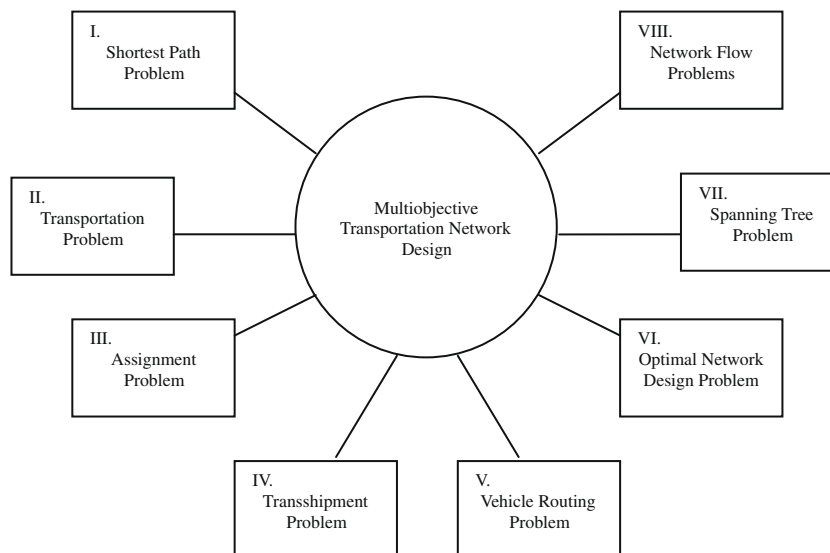 I.
Shortest Path
Problem
VIII.
Network Flow
Problems
II.
Transportation
Problem
Multiobjective
Transportation Network
Design
VII.
Spanning Tree
Problem
III.
Assignment
Problem
VI.
Optimal Network
Design Problem
IV.
Transshipment
Problem
V.
Vehicle Routing
Problem